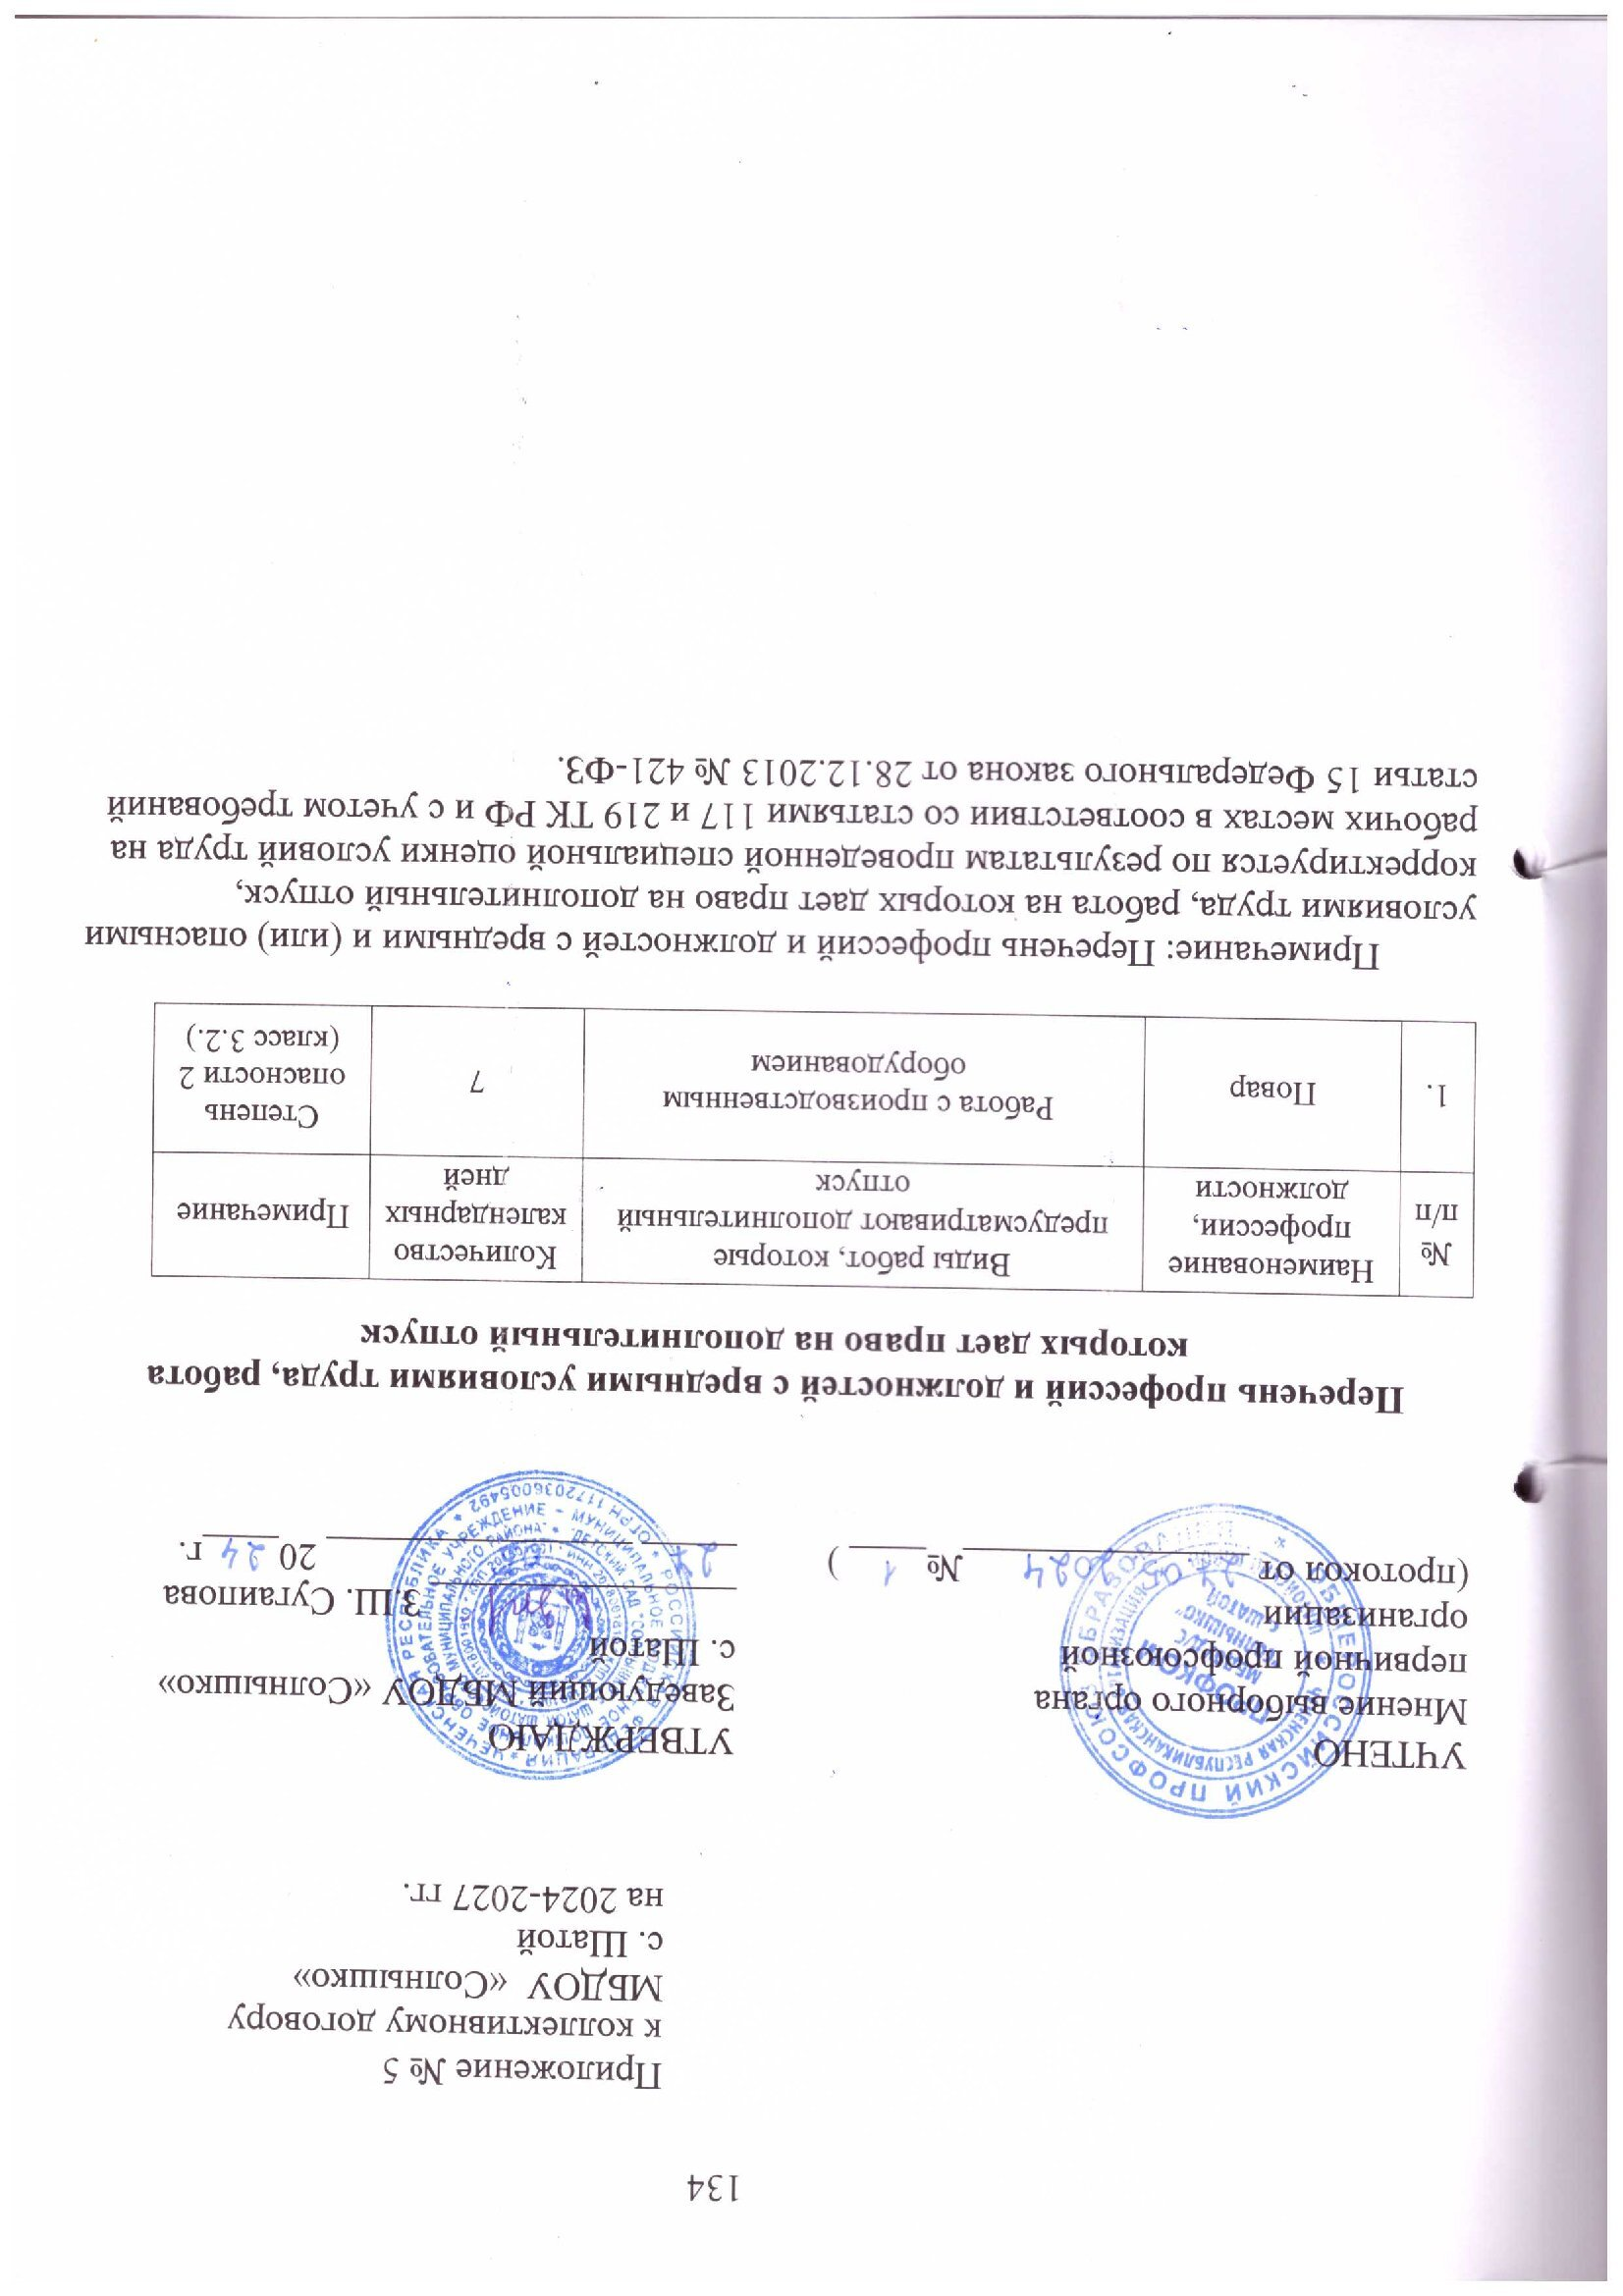 134
Приложение № 5
к коллективному договору
МБДОУ «Солнышко»
с. Шатой
на 2024-2027 гг.
УЧТЕНО
Мнение выборного органа
первичной профсоюзной
организации
(протокол от 27 05 2024 № 1 )
УТВЕРЖДАЮ
Заведующий МБДОУ «Солнышко»
с. Шатой
З.Ш. Сугаипова
27 2024 г.
Перечень профессий и должностей с вредными условиями труда, работа
которых дает право на дополнительный отпуск
№
п/п
Наименование
профессии,
должности
Виды работ, которые
предусматривают дополнительный
отпуск
Количество
календарных
дней
Примечание
1.
Повар
Работа с производственным
оборудованием
7
Степень
опасности 2
(класс 3.2.)
Примечание: Перечень профессий и должностей с вредными и (или) опасными
условиями труда, работа на которых дает право на дополнительный отпуск,
корректируется по результатам проведенной специальной оценки условий труда на
рабочих местах в соответствии со статьями 117 и 219 ТК РФ и с учетом требований
статьи 15 Федерального закона от 28.12.2013 № 421-ФЗ.